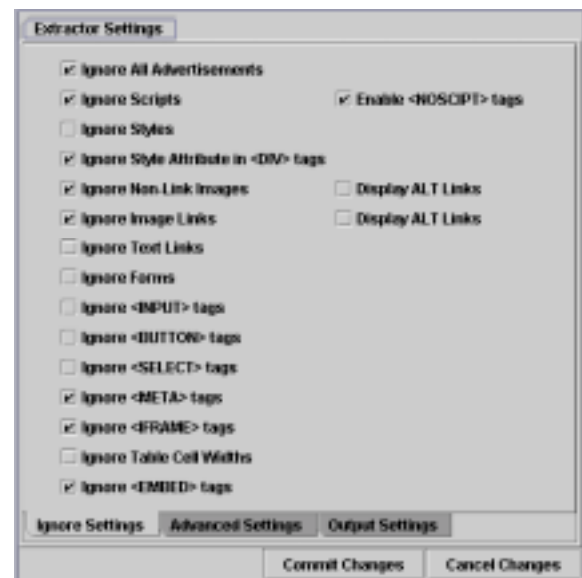 Extractor Settings
Ignore All Advertisements
Ignore Scripts
Enable <NOSCIPT> tags
Ignore Styles
Ignore Style Attribute in <DIV> tags
Ignore Non-Link Images
Display ALT Links
Ignore Image Links
Display ALT Links
Ignore Text Links
Ignore Forms
Ignore <INPUT> tags
Ignore <BUTTON> tags
Ignore <SELECT> tags
Ignore <META> tags
Ignore <IFRAME> tags
Ignore Table Cell Widths
Ignore <EMBED> tags
Ignore Settings
Advanced Settings
Output Settings
Commit Changes
Cancel Changes